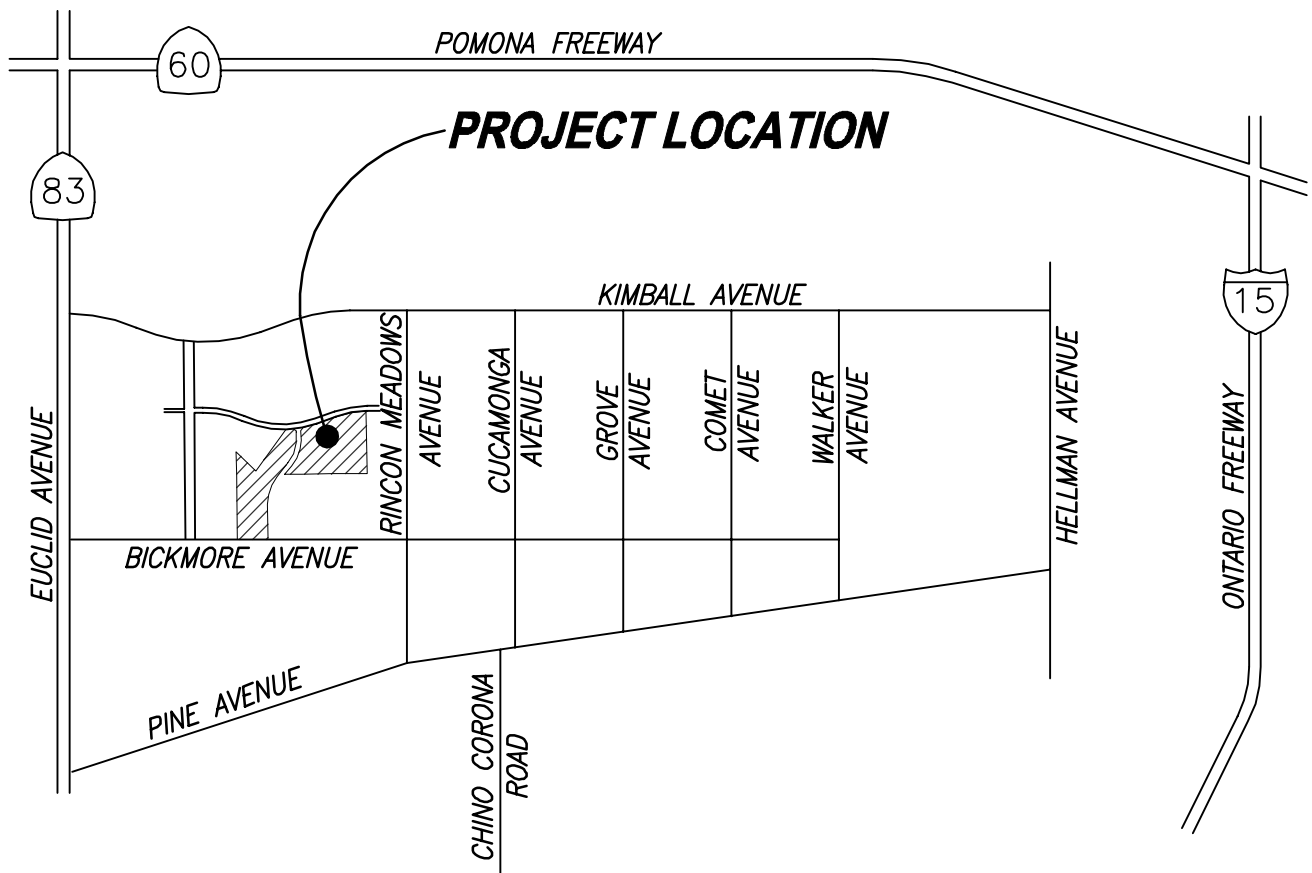 POMONA FREEWAY
60
PROJECT LOCATION
83
15
KIMBALL AVENUE
EUCLID AVENUE
RINCON MEADOWS
AVENUE
CUCAMONGA
AVENUE
GROVE
AVENUE
COMET
AVENUE
WALKER
AVENUE
HELLMAN AVENUE
ONTARIO FREEWAY
BICKMORE AVENUE
PINE AVENUE
CHINO CORONA
ROAD